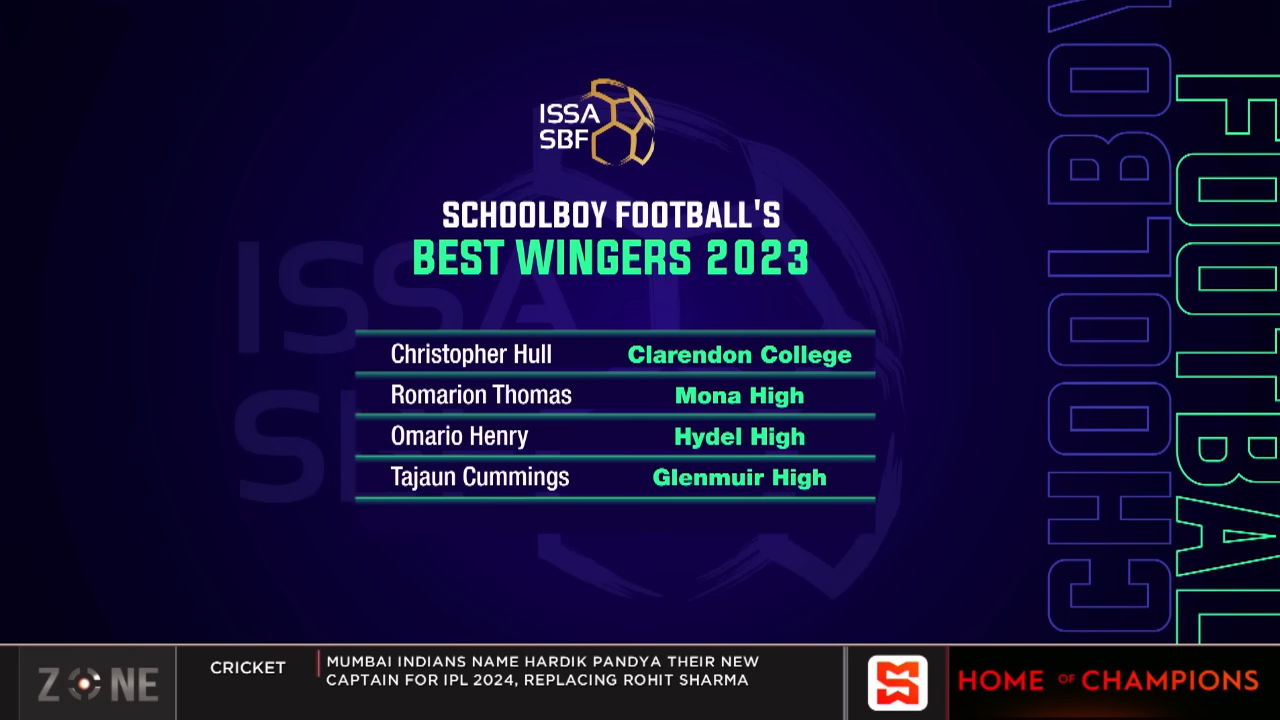 ISSA
SBF
SCHOOLBOY FOOTBALL'S
BEST WINGERS 2023
Christopher Hull Clarendon College
Romarion Thomas Mona High
Omario Henry Hydel High
Tajaun Cummings Glenmuir High
SCHOOLBOY
FOOTBALL
ZONE
CRICKET
MUMBAI INDIANS NAME HARDIK PANDYA THEIR NEW
CAPTAIN FOR IPL 2024, REPLACING ROHIT SHARMA
HOME OF CHAMPIONS